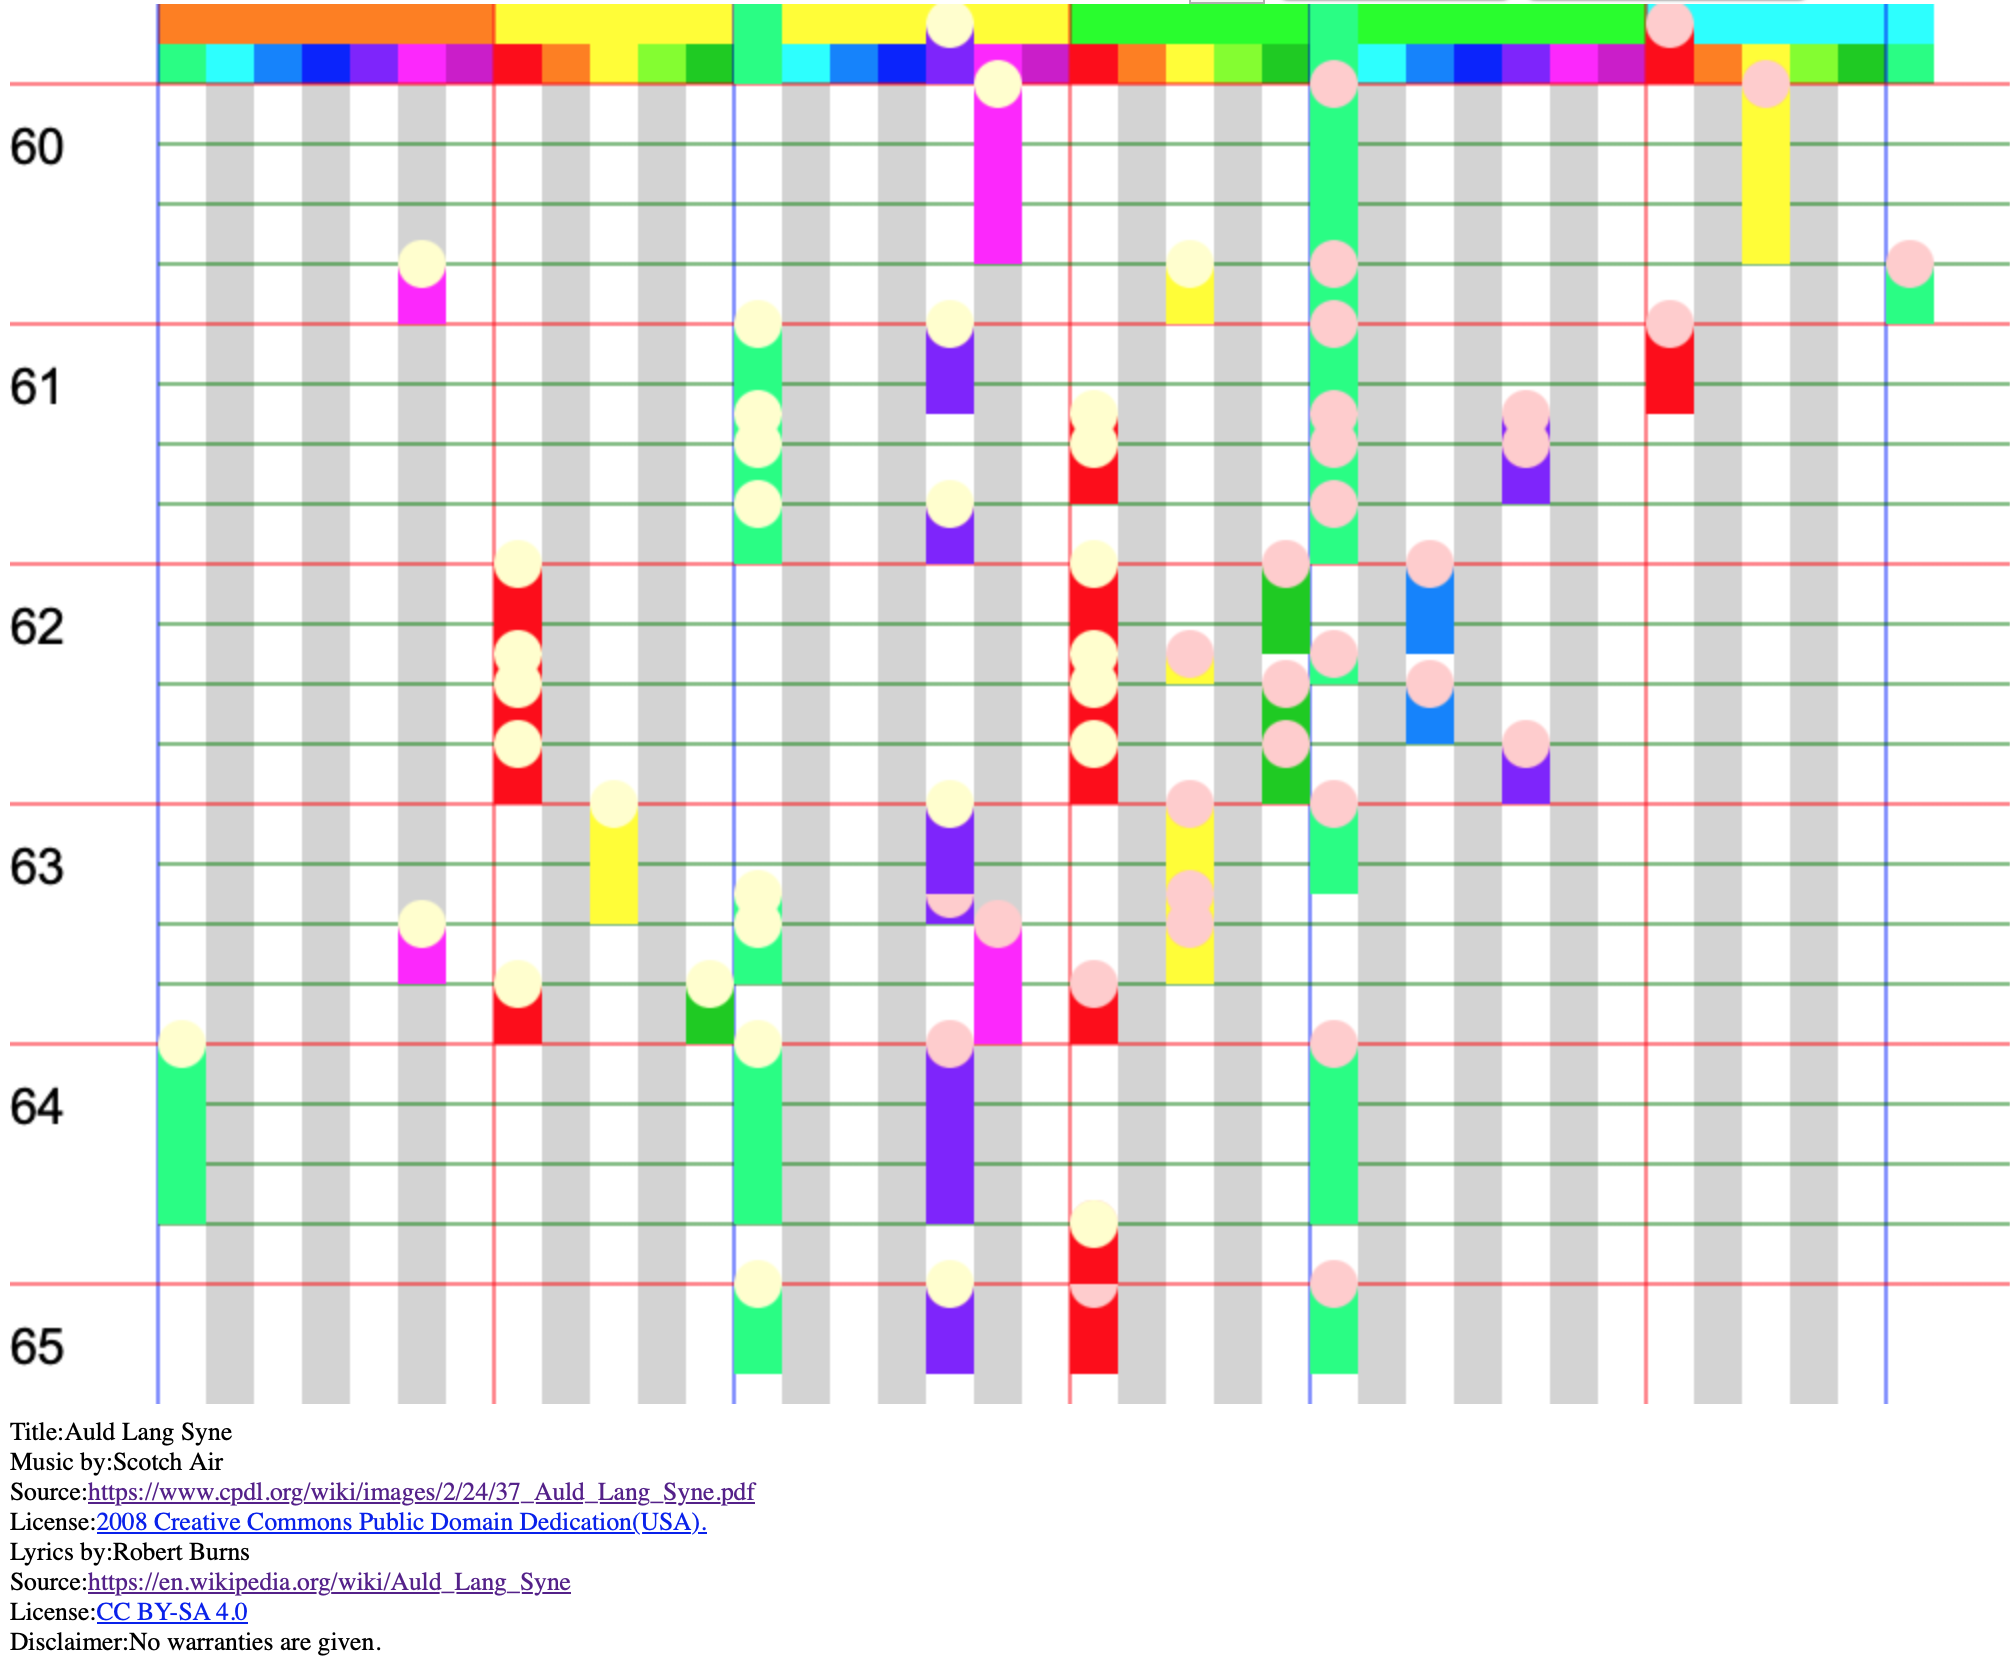 60
61
62
63
64
65
Title:Auld Lang Syne
Music by:Scotch Air
Source:https://www.cpdl.org/wiki/images/2/24/37_Auld_Lang_Syne.pdf
License:2008 Creative Commons Public Domain Dedication(USA).
Lyrics by:Robert Burns
Source:https://en.wikipedia.org/wiki/Auld_Lang_Syne
License:CC BY-SA 4.0
Disclaimer:No warranties are given.